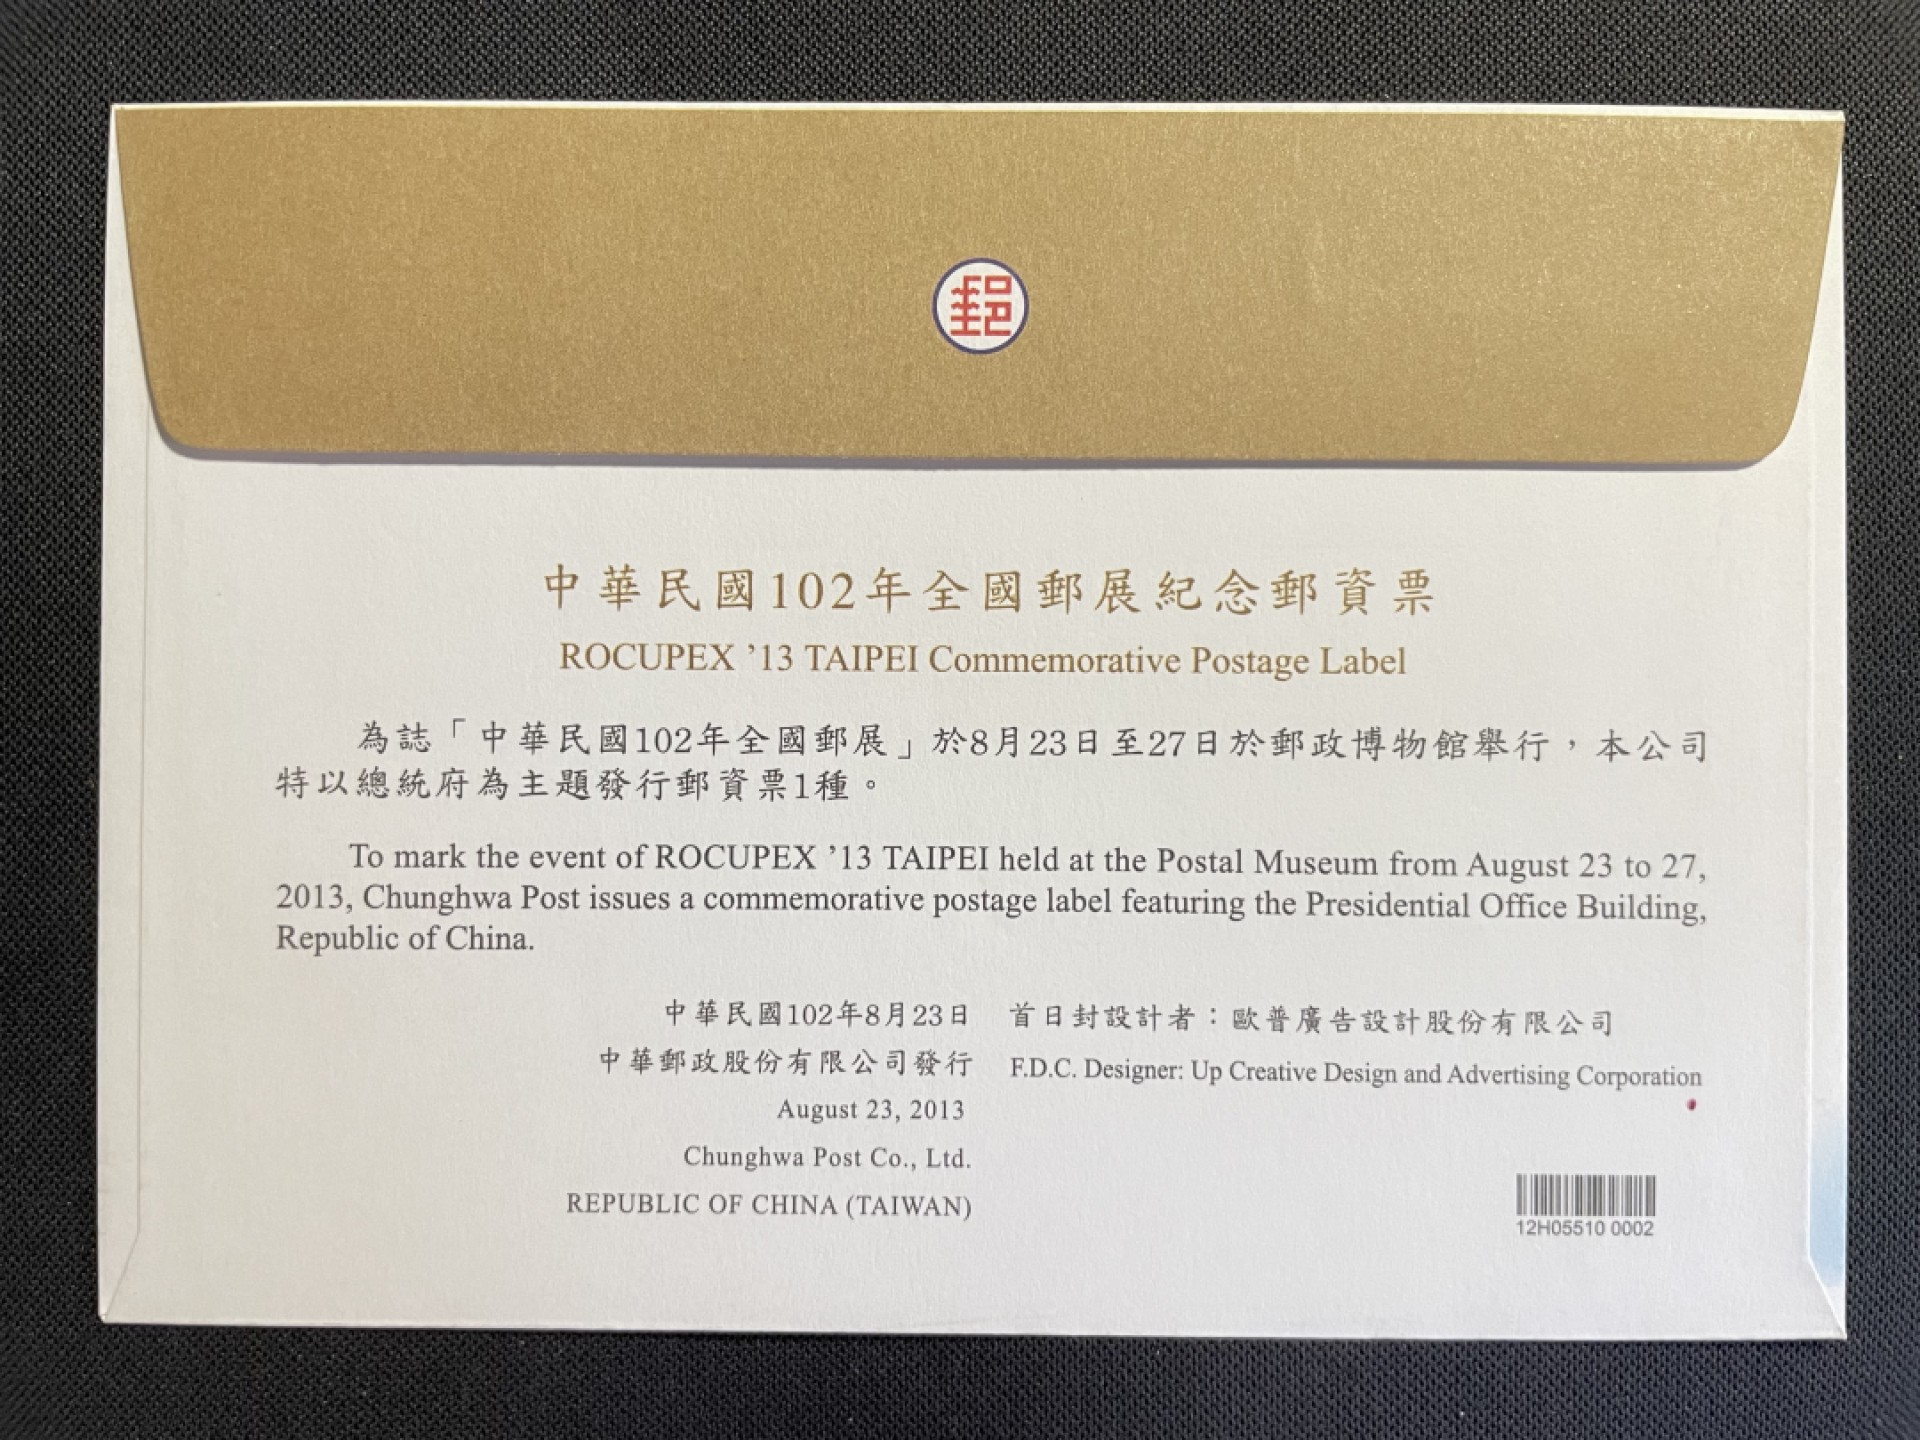 郵
中華民國102年全國郵展紀念郵資票
ROCUPEX ’13 TAIPEI Commemorative Postage Label
為誌「中華民國102年全國郵展」於8月23日至27日於郵政博物館舉行，本公司
特以總統府為主題發行郵資票1種。
To mark the event of ROCUPEX ’13 TAIPEI held at the Postal Museum from August 23 to 27,
2013, Chunghwa Post issues a commemorative postage label featuring the Presidential Office Building,
Republic of China.
中華民國102年8月23日
中華郵政股份有限公司發行
August 23, 2013
Chunghwa Post Co., Ltd.
REPUBLIC OF CHINA (TAIWAN)
首日封設計者：歐普廣告設計股份有限公司
F.D.C. Designer: Up Creative Design and Advertising Corporation
12H05510 0002